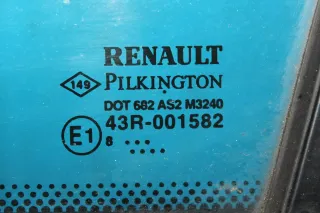 RENAULT
149 PILKINGTON
DOT 682 AS2 M3240
E1 43R-001582
8